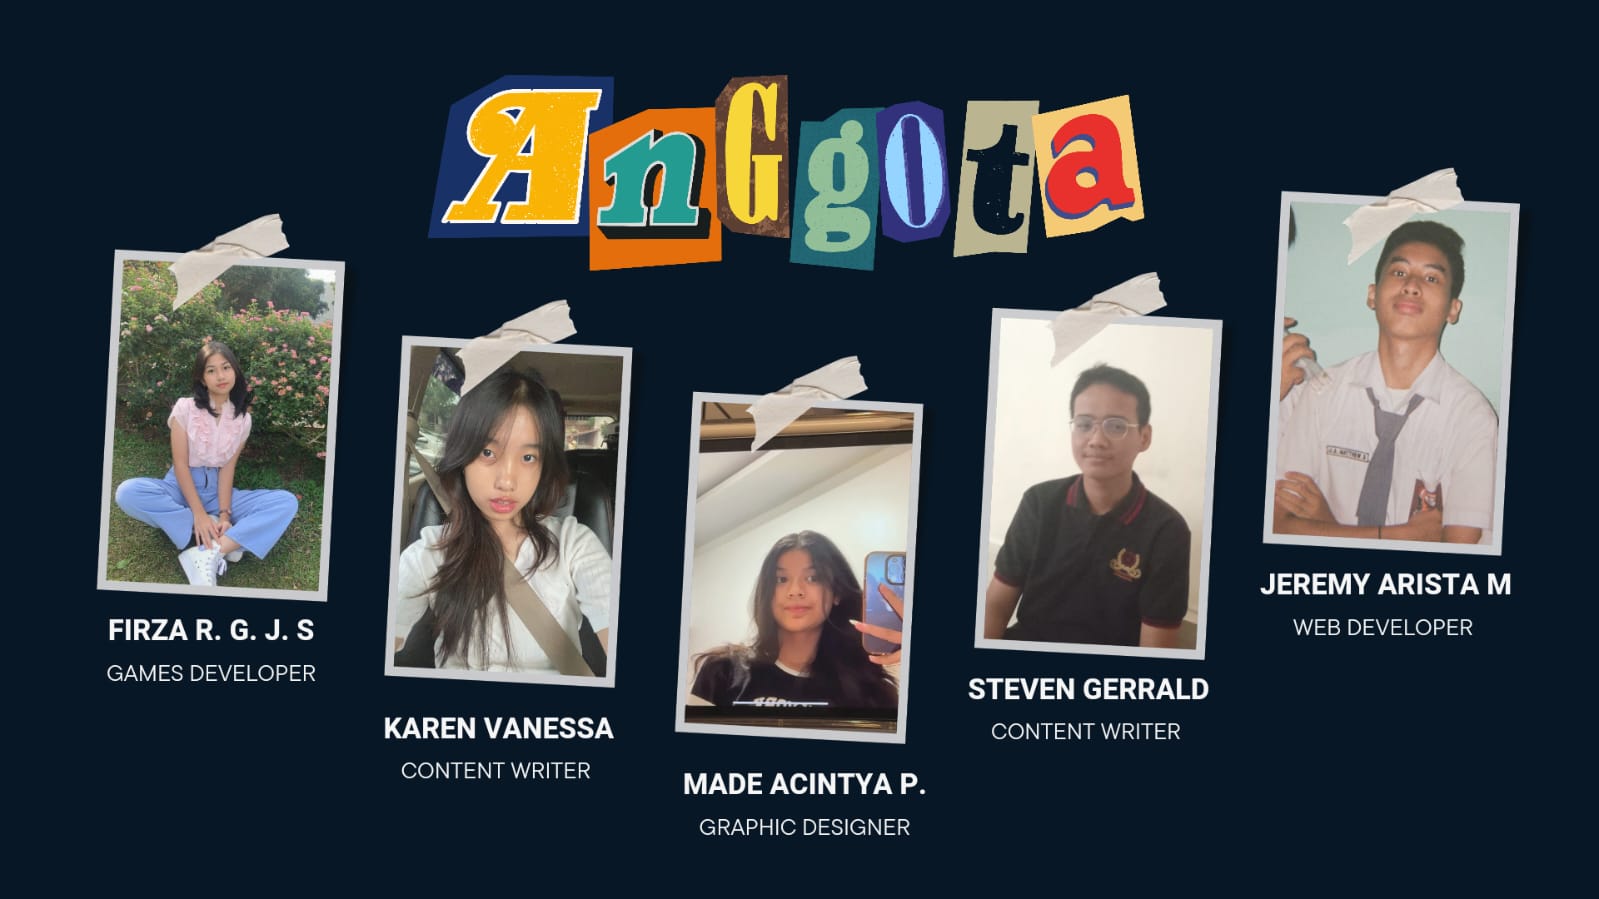 AnGgota
FIRZA R. G. J. S
GAMES DEVELOPER
KAREN VANESSA
CONTENT WRITER
MADE ACINTYA P.
GRAPHIC DESIGNER
STEVEN GERRALD
CONTENT WRITER
JEREMY ARISTA M
WEB DEVELOPER